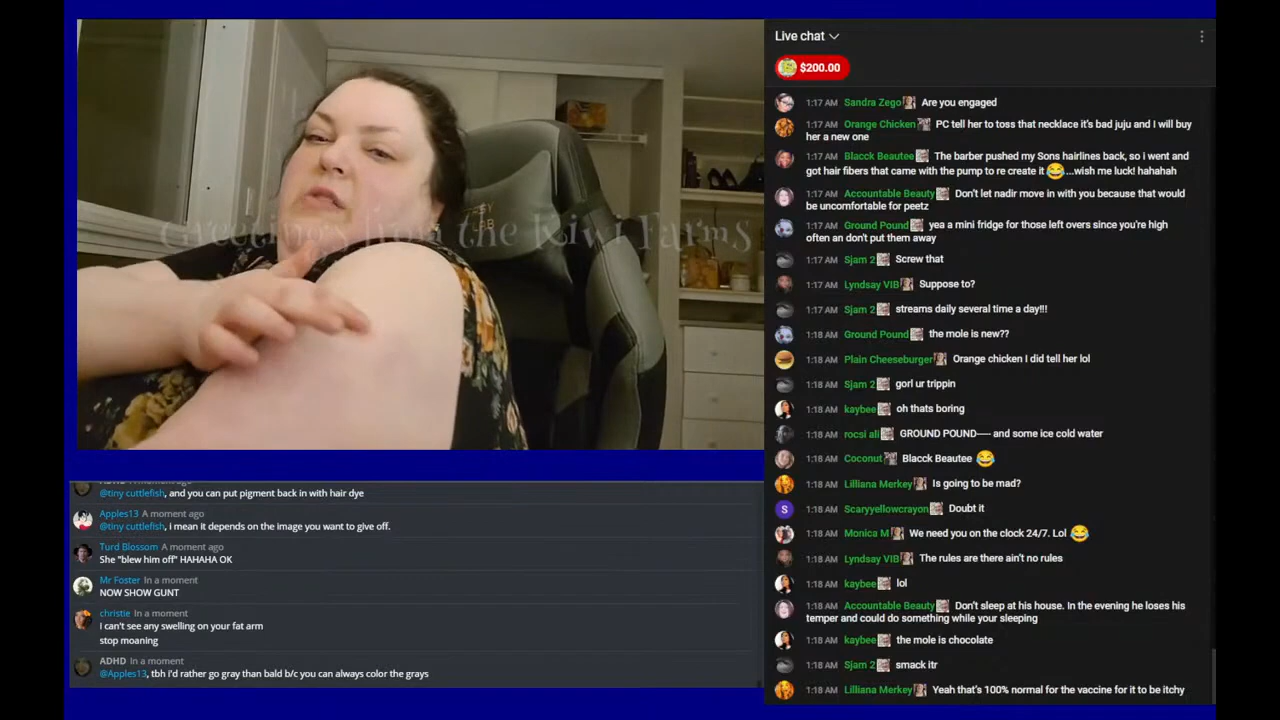 Greetings from the Kiwi Farms
Live chat
$200.00
1:17 AM Sandra Zego Are you engaged
1:17 AM Orange Chicken PC tell her to toss that necklace it's bad juju and I will buy
her a new one
1:17 AM Blacck Beautee The barber pushed my Sons hairlines back, so i went and
got hair fibers that came with the pump to re create it😂...wish me luck! hahahah
1:17 AM Accountable Beauty Don't let nadir move in with you because that would
be uncomfortable for peetz
1:17 AM Ground Pound yea a mini fridge for those left overs since you're high
often an don't put them away
1:17 AM Sjam 2 Screw that
1:17 AM Lyndsay VIB Suppose to?
1:17 AM Sjam 2 streams daily several time a day!!!
1:18 AM Ground Pound the mole is new??
1:18 AM Plain Cheeseburger Orange chicken I did tell her lol
1:18 AM Sjam 2 gorl ur trippin
1:18 AM kaybee oh thats boring
1:18 AM rocsi ali GROUND POUND---- and some ice cold water
1:18 AM Coconut Blacck Beautee 😂
1:18 AM Lilliana Merkey Is going to be mad?
S 1:18 AM Scaryyellowcrayon Doubt it
1:18 AM Monica M We need you on the clock 24/7. Lol 😂
1:18 AM Lyndsay VIB The rules are there ain't no rules
1:18 AM kaybee lol
1:18 AM Accountable Beauty Don't sleep at his house. In the evening he loses his
temper and could do something while your sleeping
1:18 AM kaybee the mole is chocolate
1:18 AM Sjam 2 smack itr
1:18 AM Lilliana Merkey Yeah that's 100% normal for the vaccine for it to be itchy
ADHD A moment ago
@tiny cuttlefish, and you can put pigment back in with hair dye
Apples13 A moment ago
@tiny cuttlefish, i mean it depends on the image you want to give off.
Turd Blossom A moment ago
She "blew him off" HAHAHA OK
Mr Foster In a moment
NOW SHOW GUNT
christie In a moment
I can't see any swelling on your fat arm
stop moaning
ADHD In a moment
@Apples13, tbh i'd rather go gray than bald b/c you can always color the grays